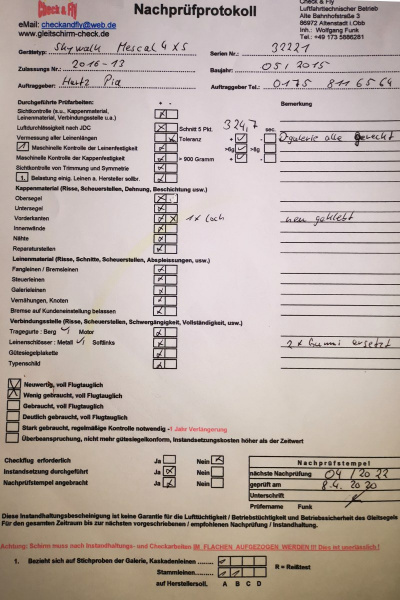 Check & Fly
eMail: checkandfly@web.de
www.gleitschirm-check.de
Nachprüfprotokoll
Check & Fly
Luftfahrttechnischer Betrieb
Alte Bahnhofstraße 3
86972 Altenstadt i.Obb
Inh.: Wolfgang Funk
Tel.: +49 173 5886281
Gerätetyp: Skywalk Mescal 4 XS Serien Nr.: 32221
Zulassungs Nr.: 2016-13 Baujahr: 05/2015
Auftraggeber: Pia Auftraggeber Tel.: 0175 811 65 64
Durchgeführte Prüfarbeiten: + - Bemerkung
Sichtkontrolle (s.u., Kappenmaterial,
Leinenmaterial, Verbindungsteile u.a.) x
Luftdurchlässigkeit nach JDC x Schnitt 5 Pkt. 324,7 sec.
Vermessung aller Leinenlängen x Toleranz + -
1 Maschinelle Kontrolle der Leinenfestigkeit x >6g >8g
Maschinelle Kontrolle der Kappenfestigkeit x > 900 Gramm + -
Sichtkontrolle von Trimmung und Symmetrie x
1. Belastung einig. Leinen a. Hersteller sollbr. x
Kappenmaterial (Risse, Scheuerstellen, Dehnung, Beschichtung usw.)
Obersegel x
Untersegel x
Vorderkanten x x 1x Loch neu geklebt
Innenwände x
Nähte x
Reparaturstellen x
Leinenmaterial (Risse, Schnitte, Scheuerstellen, Abspleissungen, usw.)
Fangleinen / Bremsleinen x
Steuerleinen x
Galerieleinen x
Vernähungen, Knoten x
Bremse auf Kundeneinstellung belassen x
Verbindungsteile (Risse, Scheuerstellen, Schwergängigkeit, Vollständigkeit, usw.)
Tragegurte : Berg ✓ Motor x
Leinenschlösser : Metall ✓ Softlinks x 2x Gummi ersetzt
Gütesiegelplakette x
Typenschild x
Neuwertig, voll Flugtauglich
Wenig gebraucht, voll Flugtauglich
Gebraucht, voll Flugtauglich
Deutlich gebraucht, voll Flugtauglich
Stark gebraucht, regelmäßige Kontrolle notwendig -1 Jahr Verlängerung
Überbeanspruchung, nicht mehr gütesiegelkonform, Instandsetzungskosten höher als der Zeitwert
Checkflug erforderlich Ja Nein x
Instandsetzung durchgeführt Ja x Nein
Nachprüfstempel angebracht Ja x Nein
Nachprüfstempel
nächste Nachprüfung 04/2022
geprüft am 8.4.2020
Unterschrift
Prüfername Funk
Diese Instandhaltungsbescheinigung ist keine Garantie für die Lufttüchtigkeit / Betriebstüchtigkeit und Betriebssicherheit des Gleitsegels
Für den gesamten Zeitraum bis zur nächsten vorgeschriebenen / empfohlenen Nachprüfung / Instandhaltung.
Achtung: Schirm muss nach Instandhaltungs- und Checkarbeiten IM FLACHEN AUFGEZOGEN WERDEN !!! Dies ist unerlässlich !
1. Bezieht sich auf Stichproben der Galerie, Kaskadenleinen
Stammleinen R = Reißtest
auf Herstellersoll. A B C D